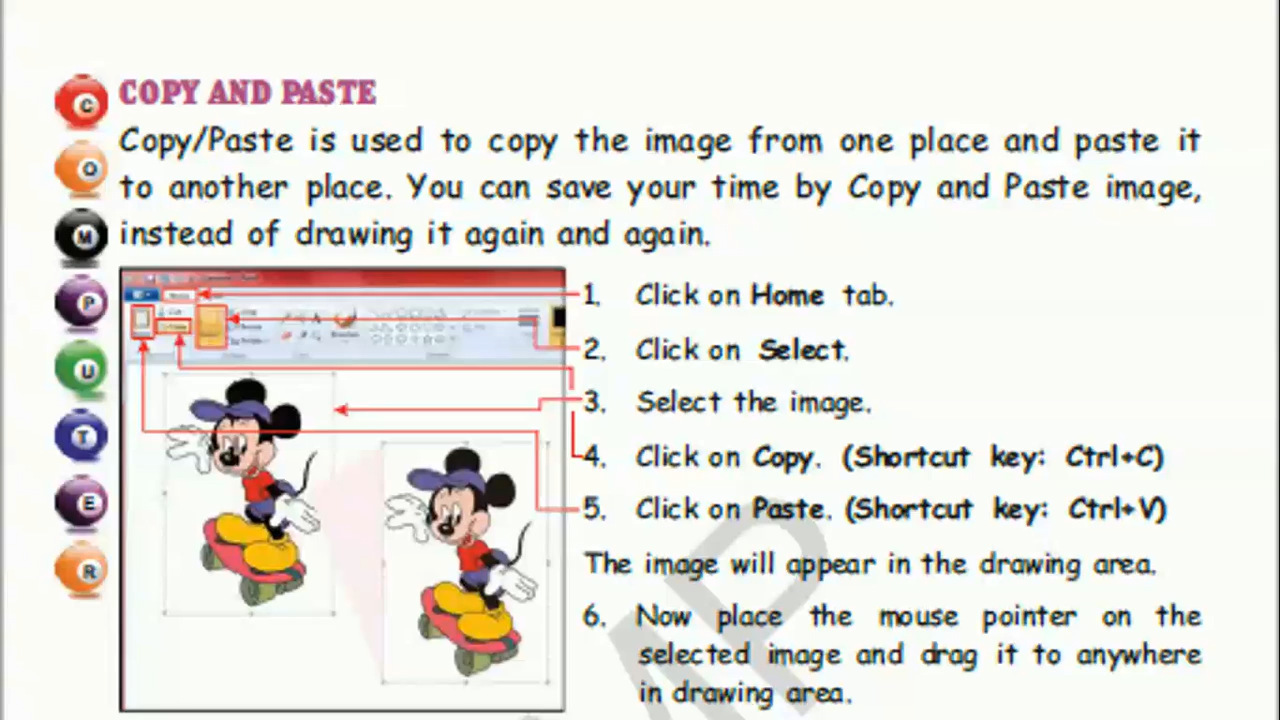 COPY AND PASTE
Copy/Paste is used to copy the image from one place and paste it
to another place. You can save your time by Copy and Paste image,
instead of drawing it again and again.
1. Click on Home tab.
2. Click on Select.
3. Select the image.
4. Click on Copy. (Shortcut key: Ctrl+C)
5. Click on Paste. (Shortcut key: Ctrl+V)
The image will appear in the drawing area.
6. Now place the mouse pointer on the
selected image and drag it to anywhere
in drawing area.
C
O
M
P
U
T
E
R